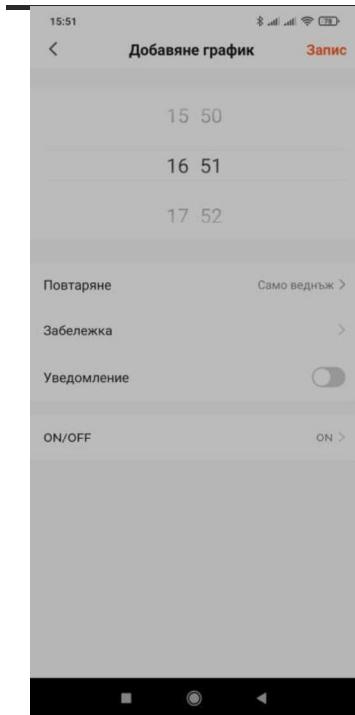 15:51 78
Добавяне график Запис
15 50
16 51
17 52
Повтаряне Само веднъж
Забележка
Уведомление
ON/OFF ON